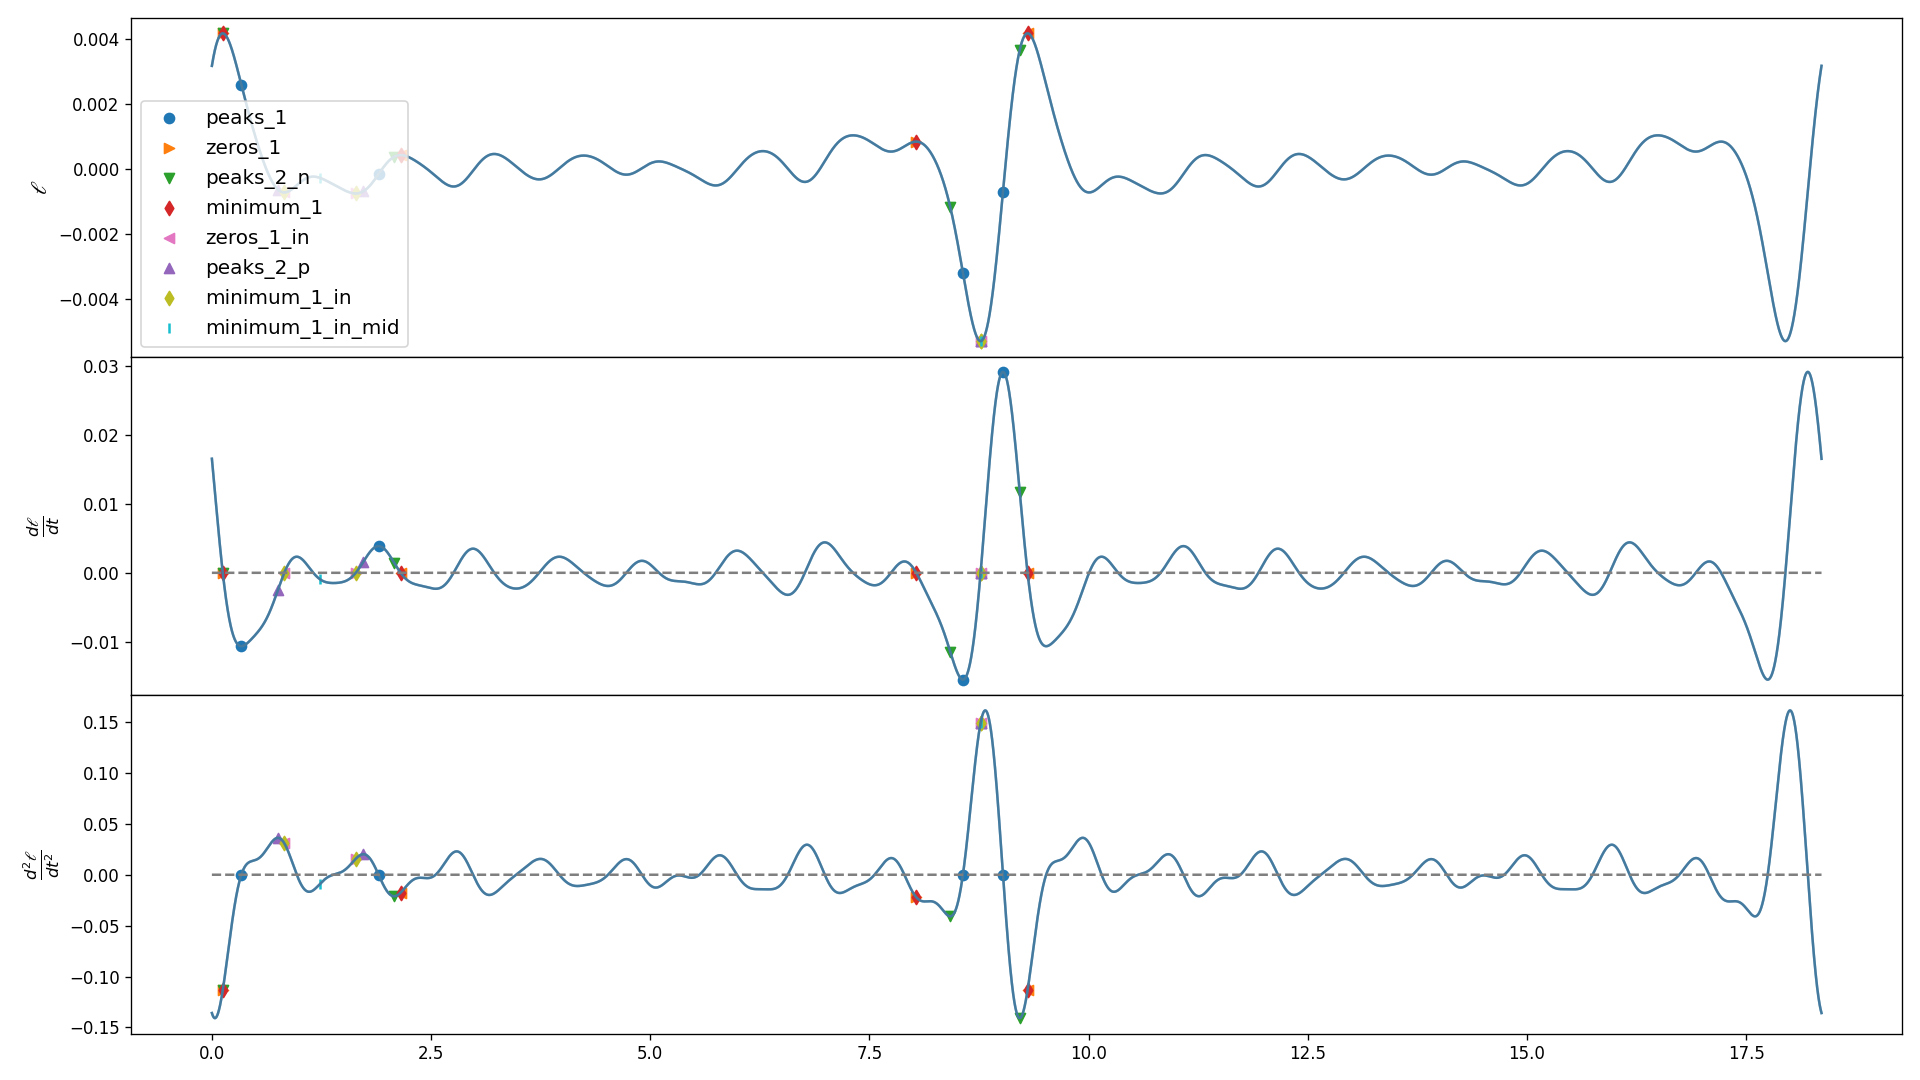 0.004
0.002
0.000
−0.002
−0.004
ℓ
peaks_1
zeros_1
peaks_2_n
minimum_1
zeros_1_in
peaks_2_p
minimum_1_in
minimum_1_in_mid
0.03
0.02
0.01
0.00
−0.01
dℓ
dt
0.15
0.10
0.05
0.00
−0.05
−0.10
−0.15
d²ℓ
dt²
0.0 2.5 5.0 7.5 10.0 12.5 15.0 17.5